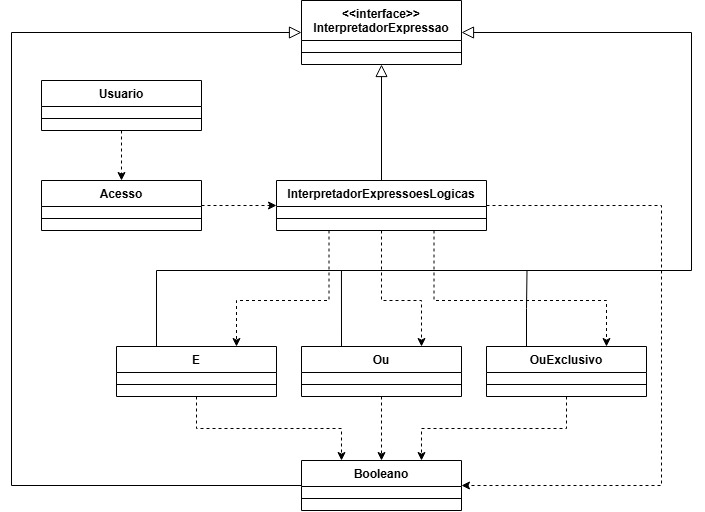 <<interface>>
InterpretadorExpressao
Usuario
Acesso
InterpretadorExpressoesLogicas
E
Ou
OuExclusivo
Booleano